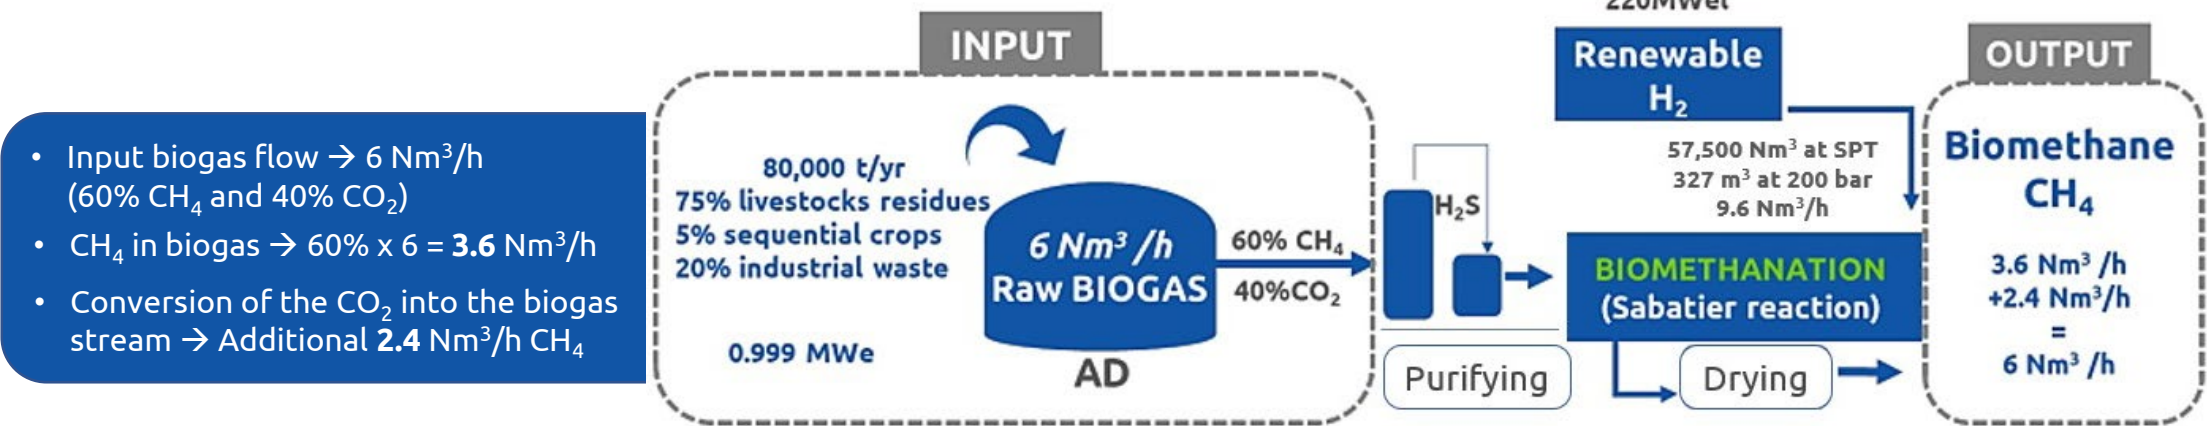 • Input biogas flow → 6 Nm³/h
(60% CH₄ and 40% CO₂)
• CH₄ in biogas → 60% x 6 = 3.6 Nm³/h
• Conversion of the CO₂ into the biogas
stream → Additional 2.4 Nm³/h CH₄
INPUT
80,000 t/yr
75% livestocks residues
5% sequential crops
20% industrial waste
0.999 MWe
6 Nm³ /h
Raw BIOGAS
AD
60% CH₄
40%CO₂
H₂S
Purifying
220MWel
Renewable
H₂
57,500 Nm³ at SPT
327 m³ at 200 bar
9.6 Nm³/h
BIOMETHANATION
(Sabatier reaction)
Drying
OUTPUT
Biomethane
CH₄
3.6 Nm³ /h
+2.4 Nm³/h
=
6 Nm³ /h